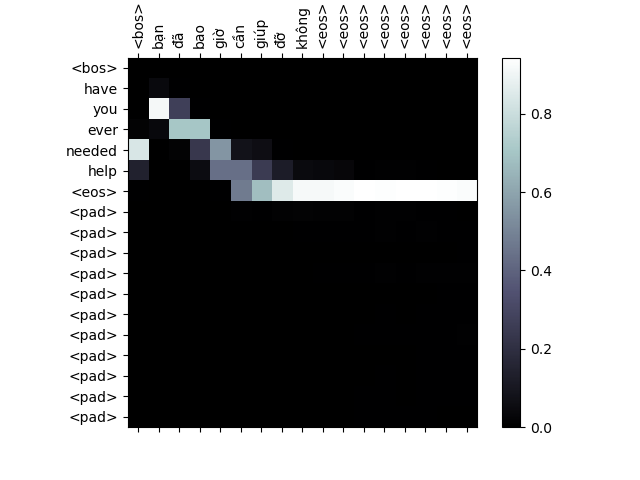 <bos> bạn đã bao giờ cần giúp đỡ không <eos> <eos> <eos> <eos> <eos> <eos> <eos> <eos>
<bos>
have
you
ever
needed
help
<eos>
<pad>
<pad>
<pad>
<pad>
<pad>
<pad>
<pad>
<pad>
<pad>
<pad>
<pad>
0.8
0.6
0.4
0.2
0.0